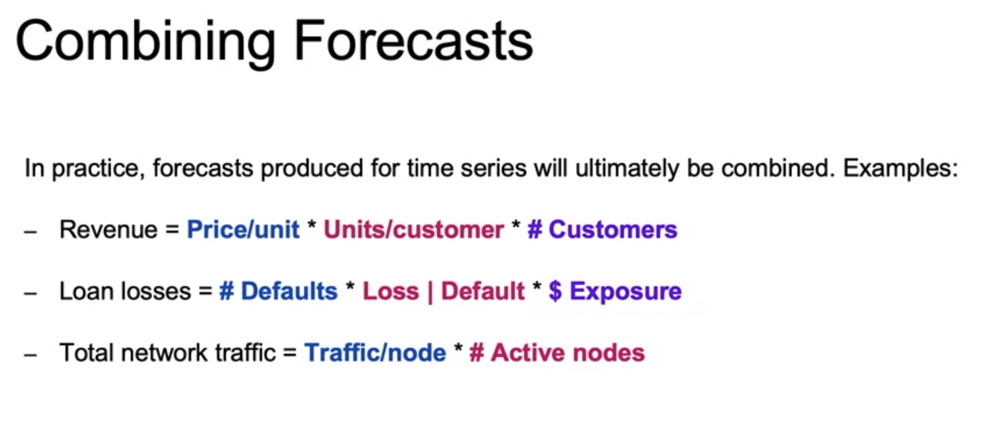 Combining Forecasts
In practice, forecasts produced for time series will ultimately be combined. Examples:
– Revenue = Price/unit * Units/customer * # Customers
– Loan losses = # Defaults * Loss | Default * $ Exposure
– Total network traffic = Traffic/node * # Active nodes